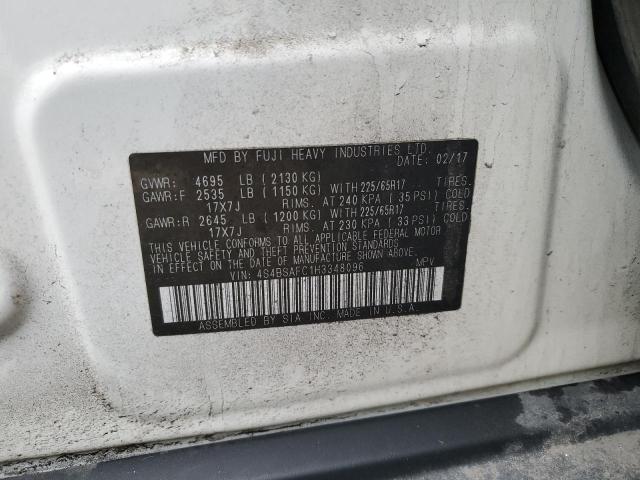 MFD BY FUJI HEAVY INDUSTRIES LTD.
DATE: 02/17
GVWR: 4695 LB (2130 KG)
GAWR:F 2535 LB (1150 KG) WITH 225/65R17 TIRES.
17X7J RIMS. AT 240 KPA (35 PSI) COLD
GAWR:R 2645 LB (1200 KG) WITH 225/65R17 TIRES.
17X7J RIMS. AT 230 KPA (33 PSI) COLD
THIS VEHICLE CONFORMS TO ALL APPLICABLE FEDERAL MOTOR
VEHICLE SAFETY AND THEFT PREVENTION STANDARDS
IN EFFECT ON THE DATE OF MANUFACTURE SHOWN ABOVE.
VIN: 4S4BSAFC1H3348096 MPV
ASSEMBLED BY SIA INC. MADE IN U.S.A.